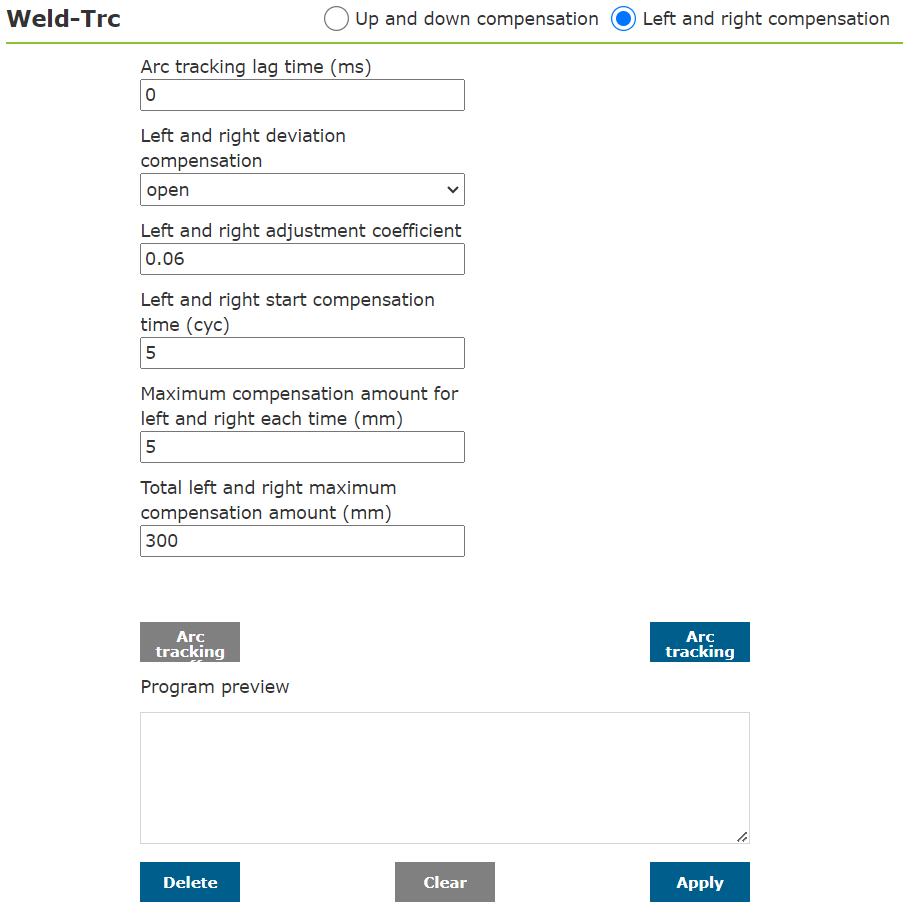 Weld-Trc
Up and down compensation
Left and right compensation
Arc tracking lag time (ms)
0
Left and right deviation
compensation
open
Left and right adjustment coefficient
0.06
Left and right start compensation
time (cyc)
5
Maximum compensation amount for
left and right each time (mm)
5
Total left and right maximum
compensation amount (mm)
300
Arc
tracking
Arc
tracking
Program preview
Delete
Clear
Apply